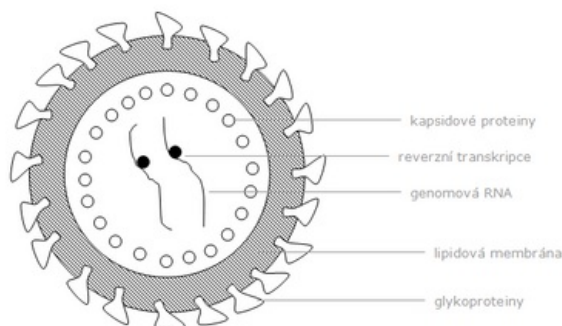 kapsidové proteiny
reverzní transkripce
genomová RNA
lipidová membrána
glykoproteiny